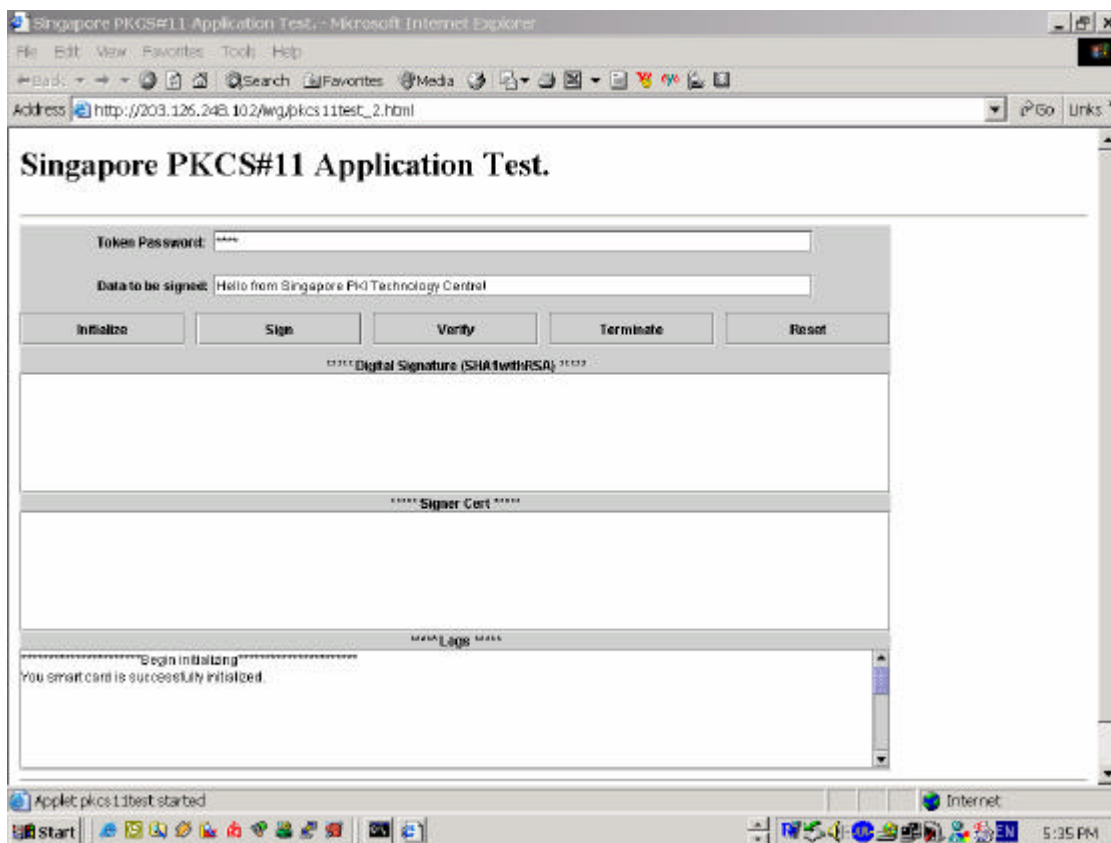 Singapore PKCS#11 Application Test. - Microsoft Internet Explorer
File Edit View Favorites Tools Help
Back Search Favorites Media
Address http://203.126.248.102/iwg/pkcs11test_2.html Go Links
Singapore PKCS#11 Application Test.
Token Password: ****
Data to be signed: Hello from Singapore PKI Technology Centre!
Initialize Sign Verify Terminate Reset
***** Digital Signature (SHA1withRSA) *****
***** Signer Cert *****
***** Logs *****
Begin initializing
You smart card is successfully initialized.
Applet pkcs11test started Internet
Start EN 5:35 PM